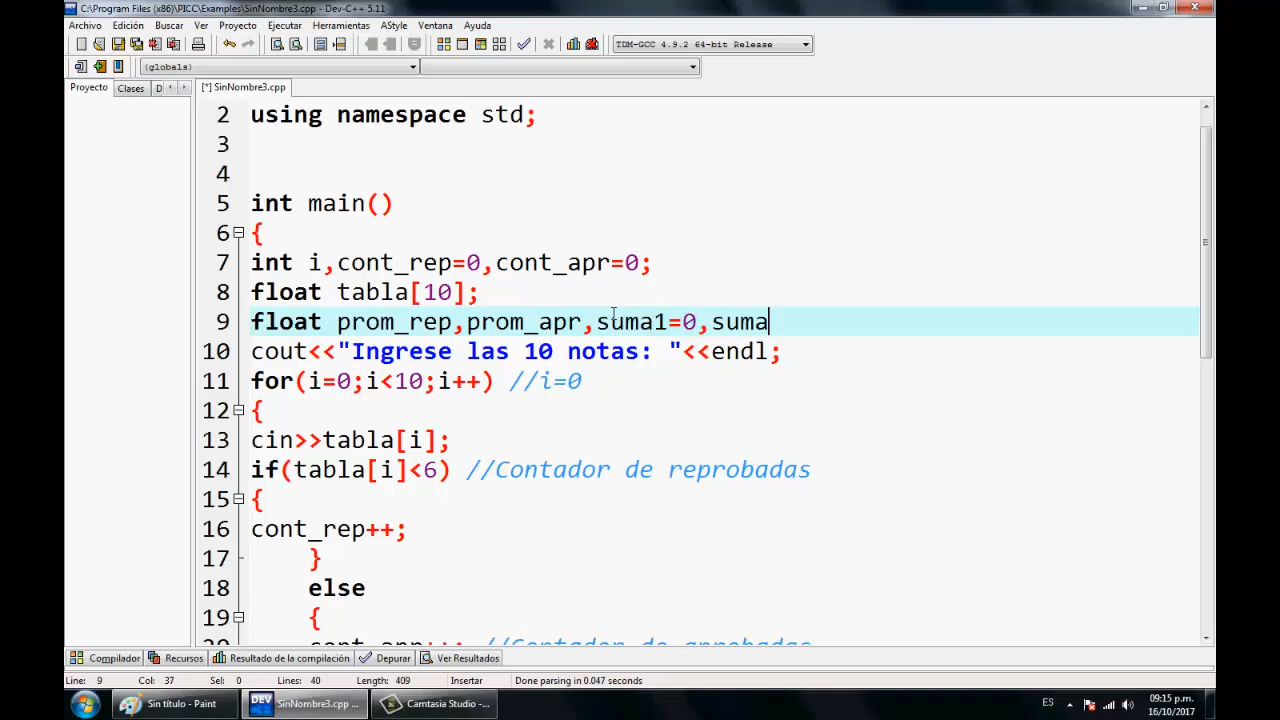 C:\Program Files (x86)\PICC\Examples\SinNombre3.cpp - Dev-C++ 5.11
Archivo Edición Buscar Ver Proyecto Ejecutar Herramientas AStyle Ventana Ayuda
TDM-GCC 4.9.2 64-bit Release
(globals)
Proyecto Clases D [*] SinNombre3.cpp
2 using namespace std;
3
4
5 int main()
6 {
7 int i,cont_rep=0,cont_apr=0;
8 float tabla[10];
9 float prom_rep,prom_apr,suma1=0,suma
10 cout<<"Ingrese las 10 notas: "<<endl;
11 for(i=0;i<10;i++) //i=0
12 {
13 cin>>tabla[i];
14 if(tabla[i]<6) //Contador de reprobadas
15 {
16 cont_rep++;
17 }
18 else
19 {
20 cont_apr++; //Contador de aprobadas
Compilador Recursos Resultado de la compilación Depurar Ver Resultados
Line: 9 Col: 37 Sel: 0 Lines: 40 Length: 409 Insertar Done parsing in 0.047 seconds
Sin título - Paint DEV SinNombre3.cpp ... Camtasia Studio -... ES 09:15 p.m.
16/10/2017